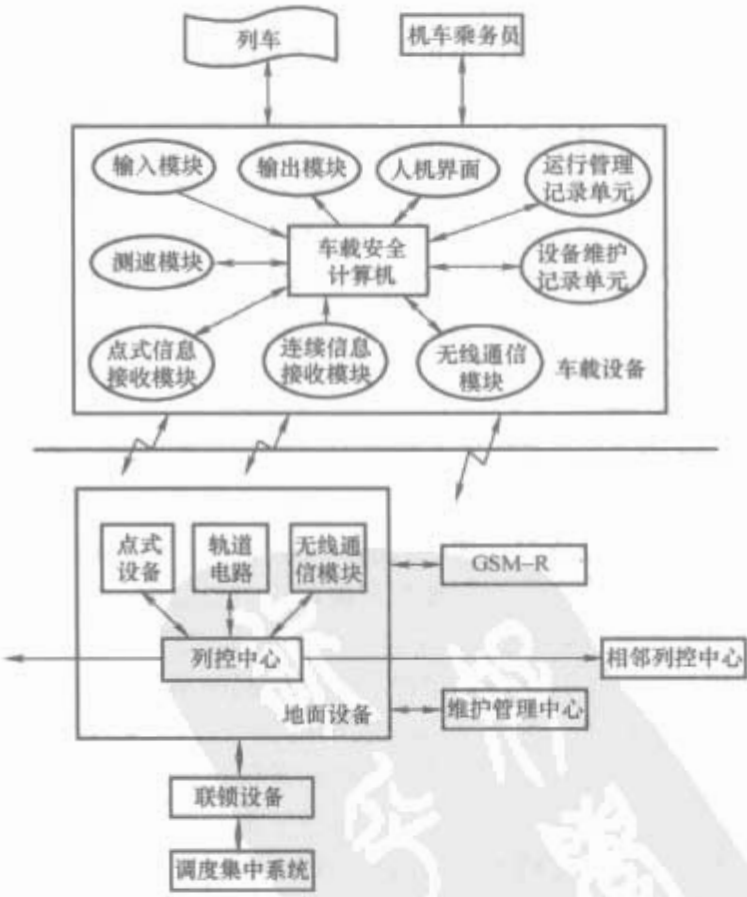 列车
机车乘务员
输入模块
输出模块
人机界面
运行管理
记录单元
测速模块
车载安全
计算机
设备维护
记录单元
点式信息
接收模块
连续信息
接收模块
无线通信
模块
车载设备
点式
设备
轨道
电路
无线通
信模块
GSM-R
列控中心
相邻列控中心
地面设备
维护管理中心
联锁设备
调度集中系统